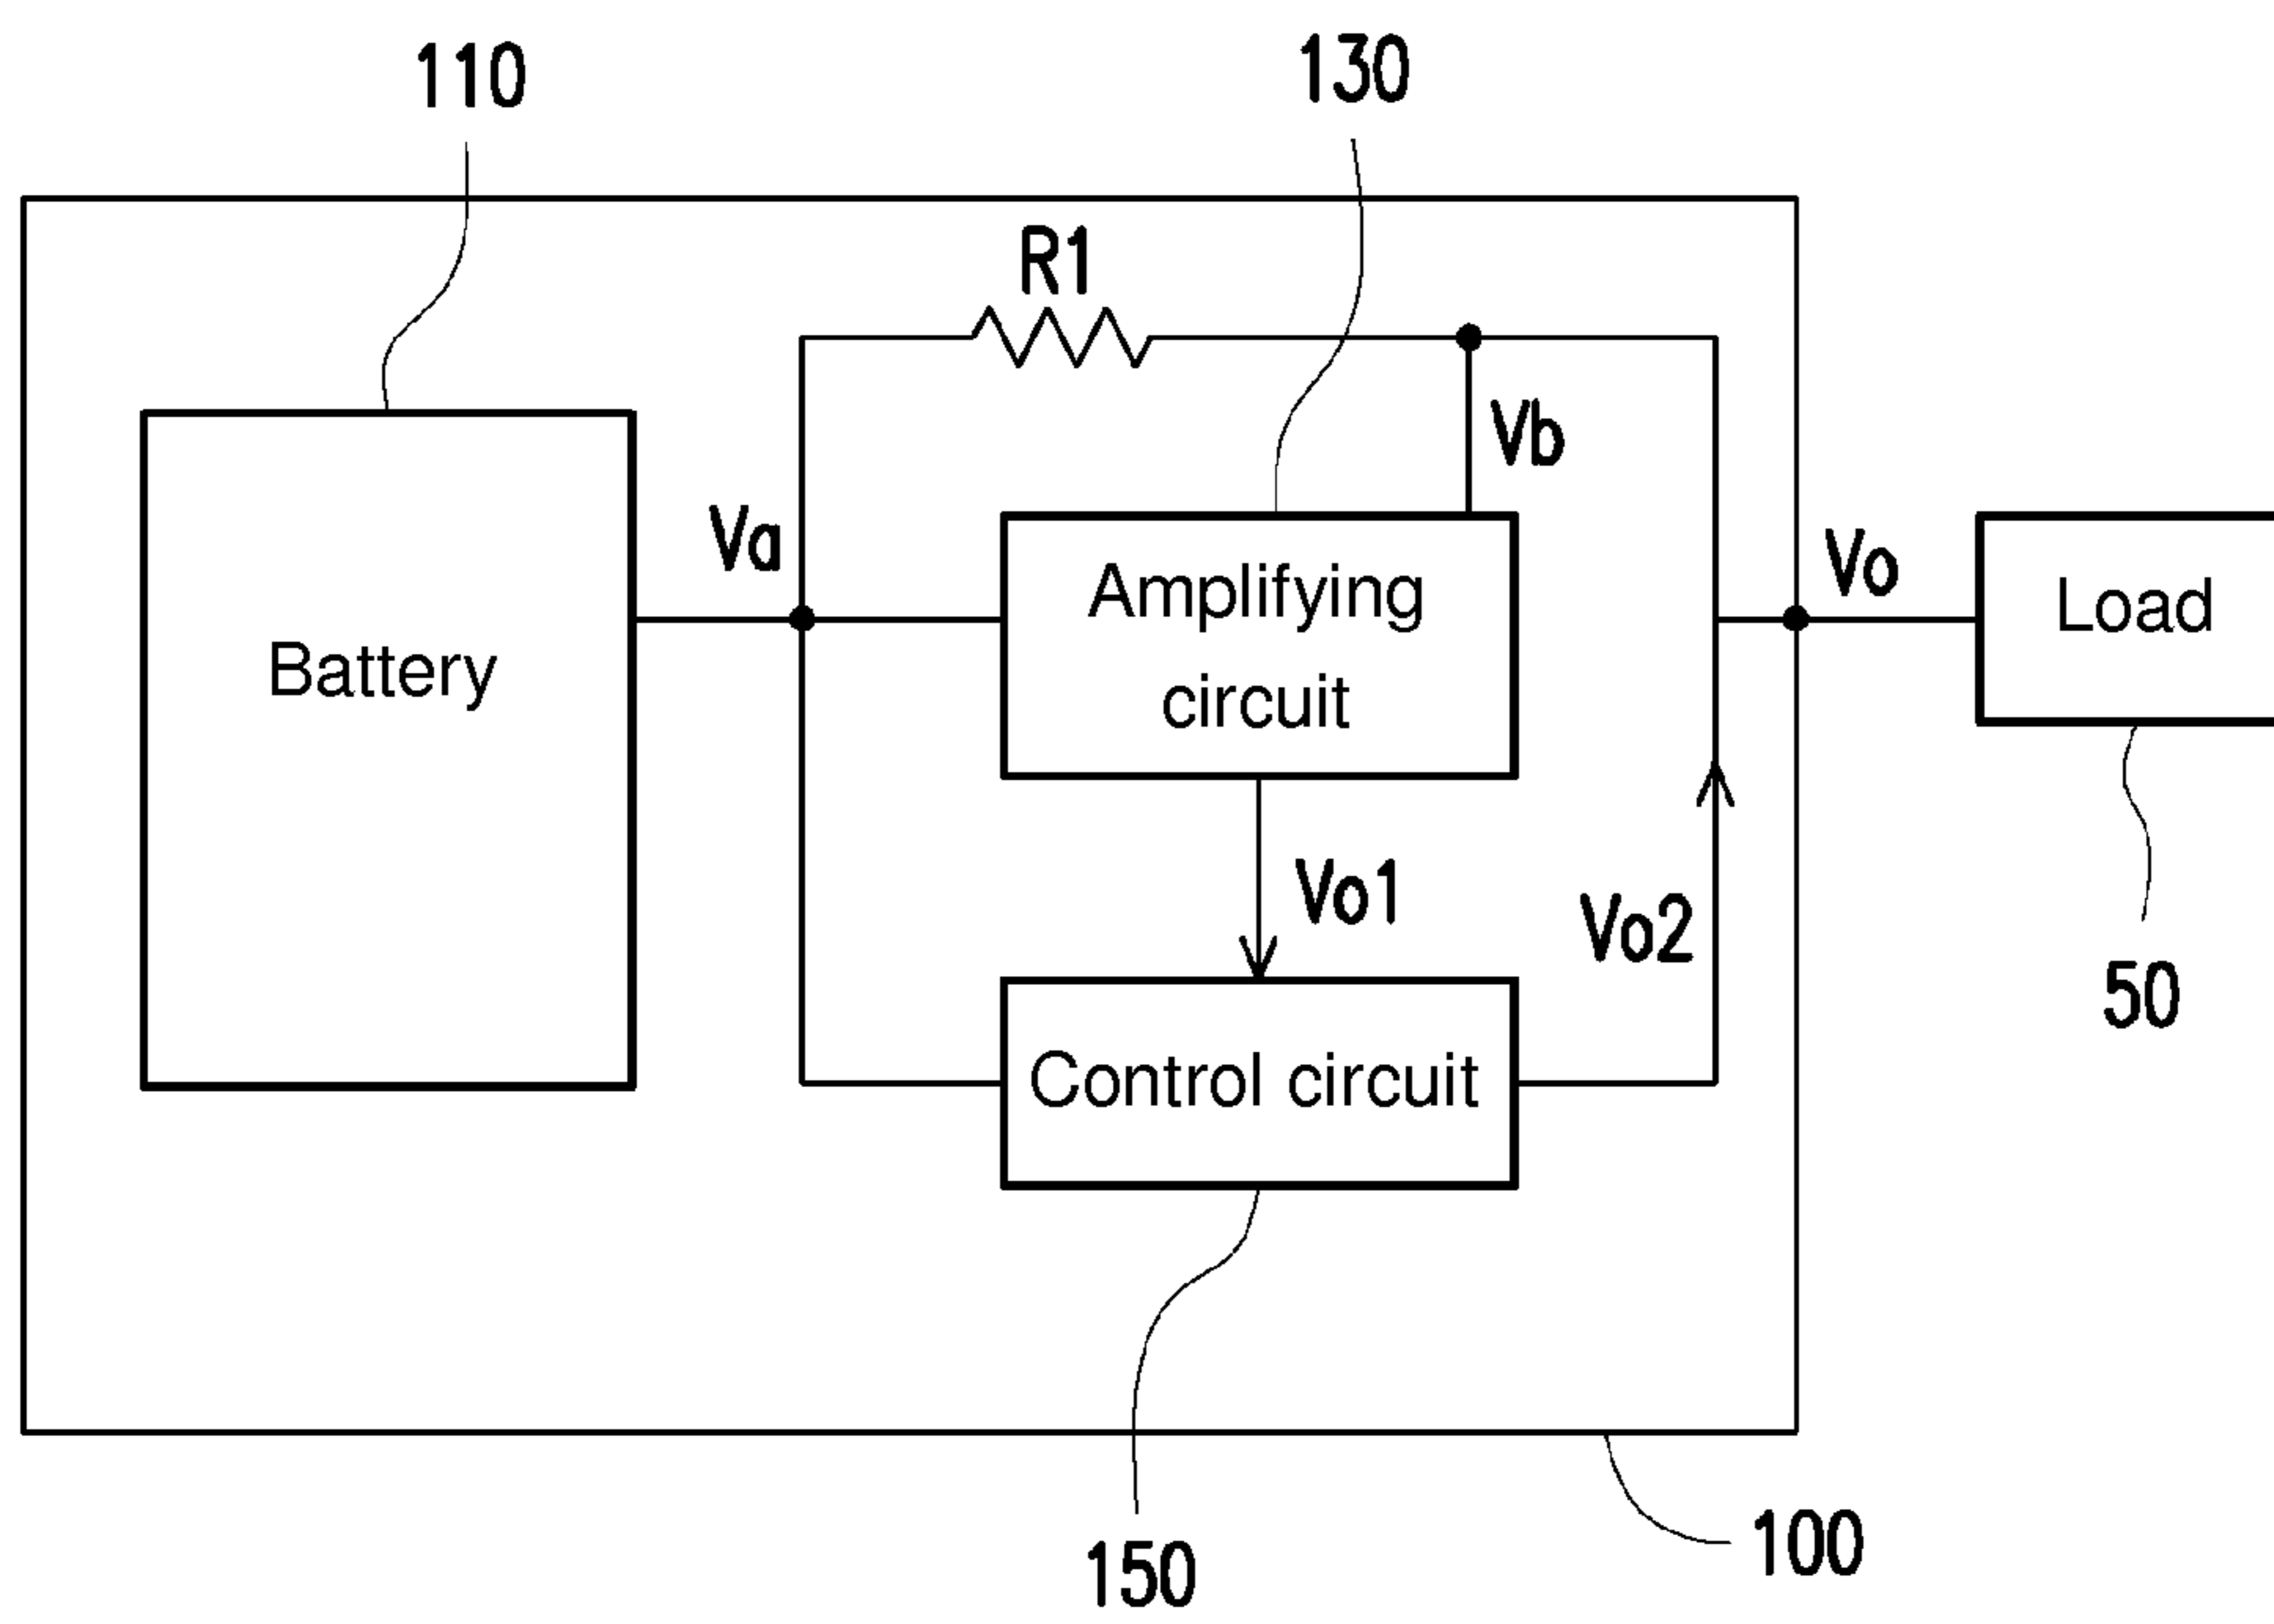 110
130
R1
Vb
Va
Vo
Amplifying
circuit
Load
Battery
Vo1
Vo2
50
Control circuit
100
150